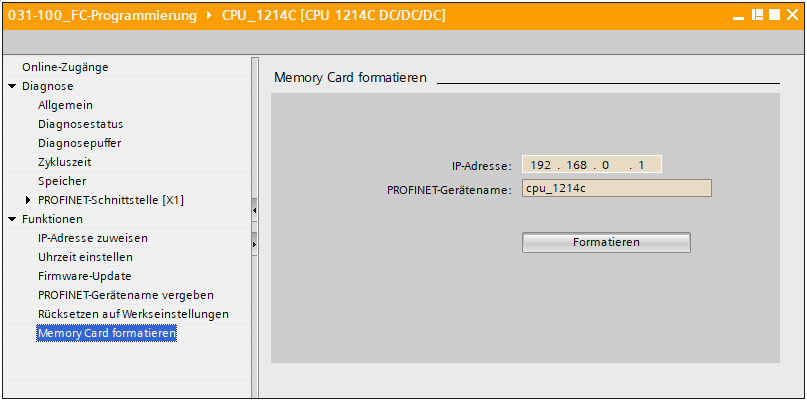 031-100_FC-Programmierung ▸ CPU_1214C [CPU 1214C DC/DC/DC]
Online-Zugänge
Diagnose
Allgemein
Diagnosestatus
Diagnosepuffer
Zykluszeit
Speicher
PROFINET-Schnittstelle [X1]
Funktionen
IP-Adresse zuweisen
Uhrzeit einstellen
Firmware-Update
PROFINET-Gerätename vergeben
Rücksetzen auf Werkseinstellungen
Memory Card formatieren
Memory Card formatieren
IP-Adresse: 192 . 168 . 0 . 1
PROFINET-Gerätename: cpu_1214c
Formatieren